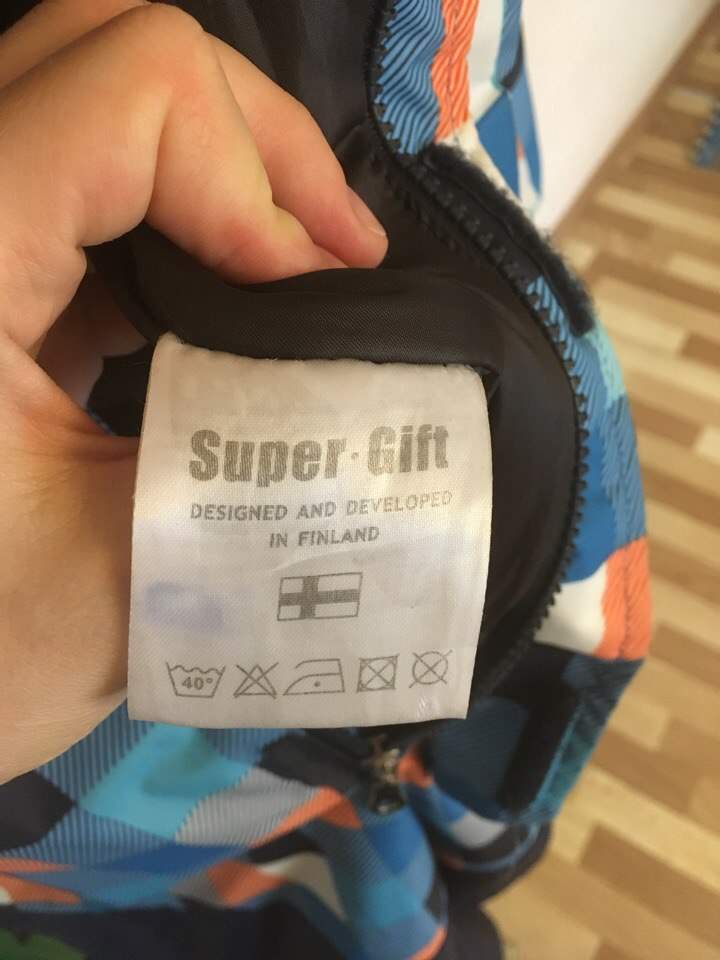 Super·Gift
DESIGNED AND DEVELOPED
IN FINLAND
40°